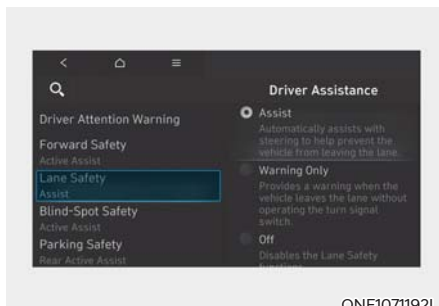 Driver Assistance
Driver Attention Warning
Forward Safety
Active Assist
Lane Safety
Assist
Blind-Spot Safety
Active Assist
Parking Safety
Rear Active Assist
Assist
Automatically assists with
steering to help prevent the
vehicle from leaving the lane.
Warning Only
Provides a warning when the
vehicle leaves the lane without
operating the turn signal
switch.
Off
Disables the Lane Safety
functions.